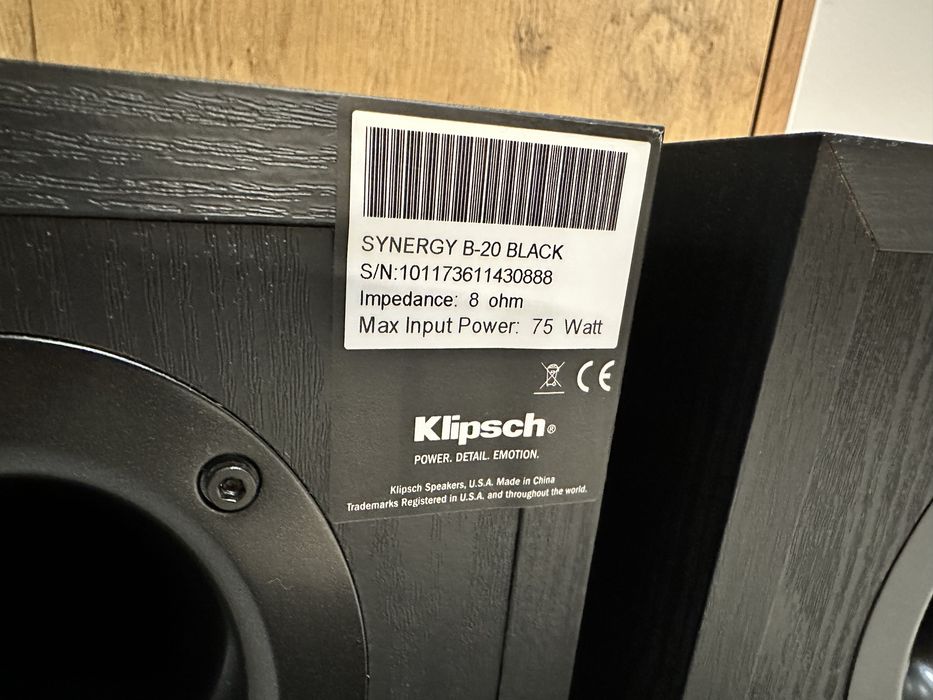 SYNERGY B-20 BLACK
S/N:101173611430888
Impedance: 8 ohm
Max Input Power: 75 Watt
CE
Klipsch®
POWER. DETAIL. EMOTION.
Klipsch Speakers, U.S.A. Made in China
Trademarks Registered in U.S.A. and throughout the world.